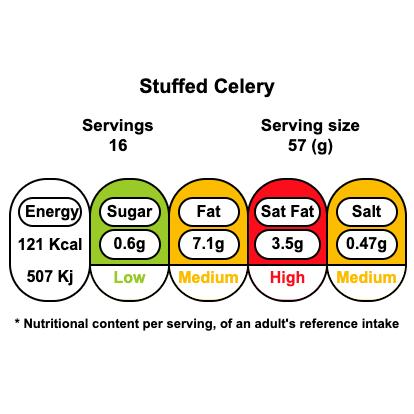 Stuffed Celery
Servings
16
Serving size
57 (g)
Energy
121 Kcal
507 Kj
Sugar
0.6g
Low
Fat
7.1g
Medium
Sat Fat
3.5g
High
Salt
0.47g
Medium
* Nutritional content per serving, of an adult's reference intake